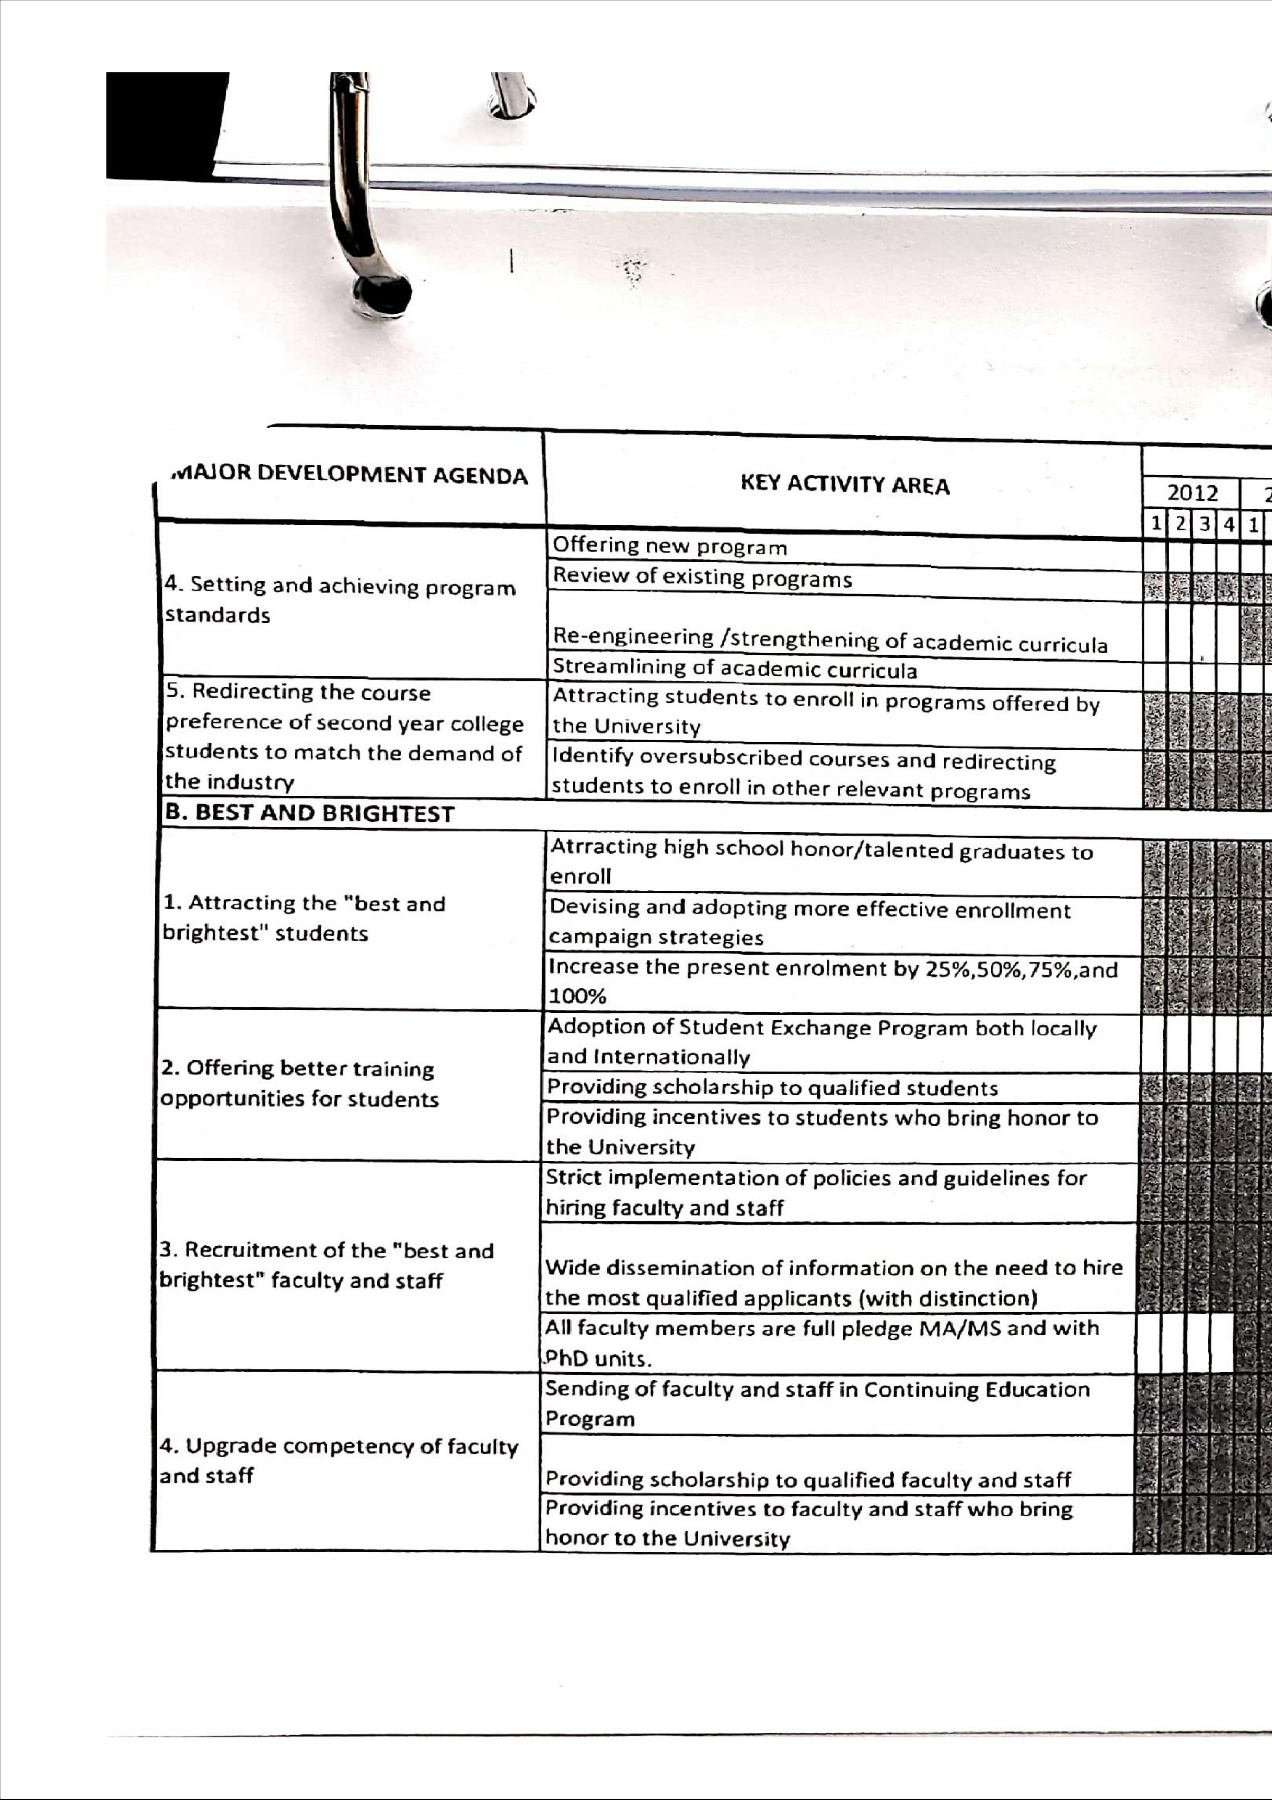 MAJOR DEVELOPMENT AGENDA
KEY ACTIVITY AREA
2012
1 2 3 4 1
4. Setting and achieving program
standards
Offering new program
Review of existing programs
Re-engineering /strengthening of academic curricula
Streamlining of academic curricula
5. Redirecting the course
preference of second year college
students to match the demand of
the industry
Attracting students to enroll in programs offered by
the University
Identify oversubscribed courses and redirecting
students to enroll in other relevant programs
B. BEST AND BRIGHTEST
1. Attracting the "best and
brightest" students
Atrracting high school honor/talented graduates to
enroll
Devising and adopting more effective enrollment
campaign strategies
Increase the present enrolment by 25%,50%,75%,and
100%
2. Offering better training
opportunities for students
Adoption of Student Exchange Program both locally
and Internationally
Providing scholarship to qualified students
Providing incentives to students who bring honor to
the University
3. Recruitment of the "best and
brightest" faculty and staff
Strict implementation of policies and guidelines for
hiring faculty and staff
Wide dissemination of information on the need to hire
the most qualified applicants (with distinction)
All faculty members are full pledge MA/MS and with
PhD units.
4. Upgrade competency of faculty
and staff
Sending of faculty and staff in Continuing Education
Program
Providing scholarship to qualified faculty and staff
Providing incentives to faculty and staff who bring
honor to the University